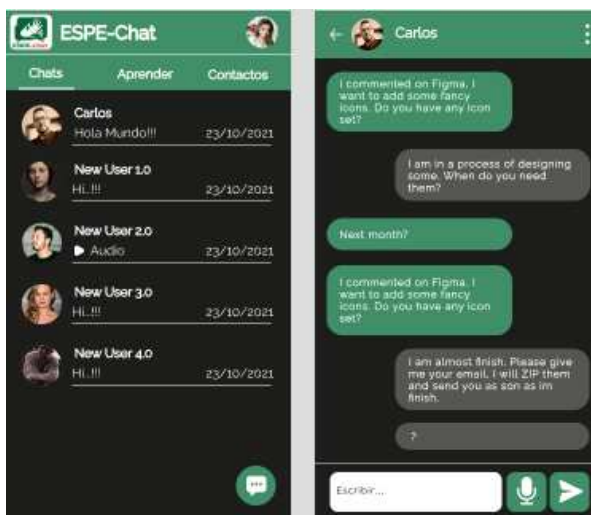 ESPE-Chat
Chats Aprender Contactos
Carlos
Hola Mundo!!!
23/10/2021
New User 1.0
Hi..!!!
23/10/2021
New User 2.0
Audio
23/10/2021
New User 3.0
Hi..!!!
23/10/2021
New User 4.0
Hi..!!!
23/10/2021
Carlos
I commented on Figma, I
want to add some fancy
icons. Do you have any icon
set?
I am in a process of designing
some. When do you need
them?
Next month?
I commented on Figma, I
want to add some fancy
icons. Do you have any icon
set?
I am almost finish. Please give
me your email, I will ZIP them
and send you as son as im
finish.
?
Escribir...